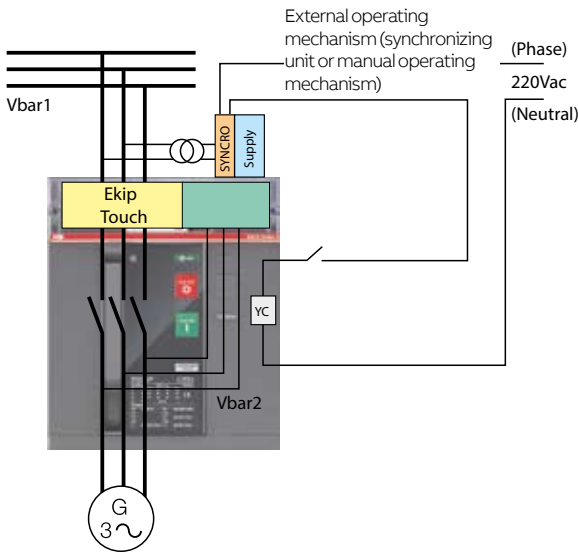 External operating
mechanism (synchronizing
unit or manual operating
mechanism)
(Phase)
220Vac
(Neutral)
Vbar1
SYNCRO
Supply
Ekip
Touch
YC
Vbar2
G
3